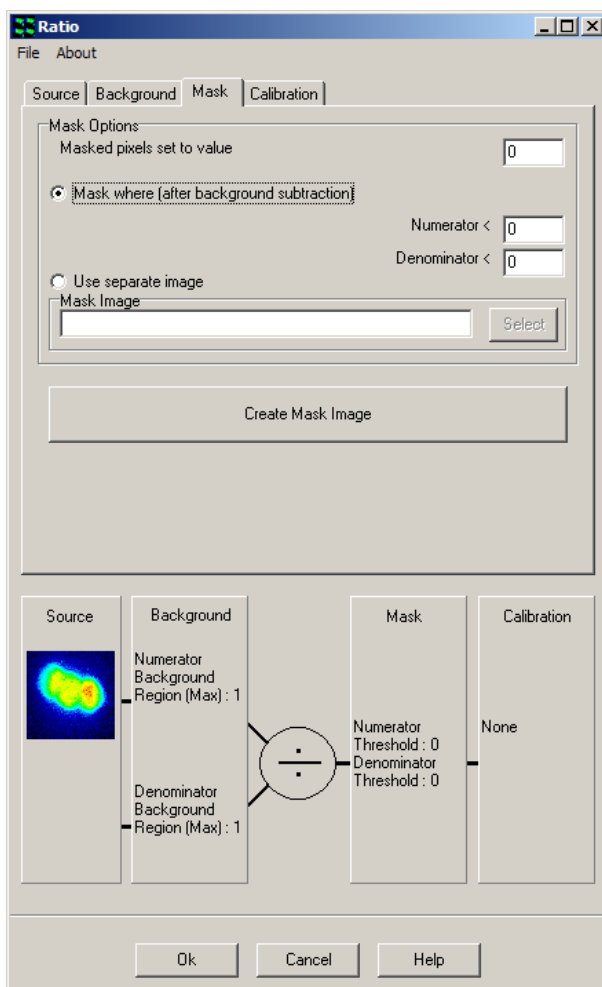 Ratio
File About
Source Background Mask Calibration
Mask Options
Masked pixels set to value 0
Mask where (after background subtraction)
Numerator < 0
Denominator < 0
Use separate image
Mask Image
Select
Create Mask Image
Source
Background
Numerator
Background
Region (Max) : 1
Denominator
Background
Region (Max) : 1
Mask
Numerator
Threshold : 0
Denominator
Threshold : 0
Calibration
None
Ok Cancel Help